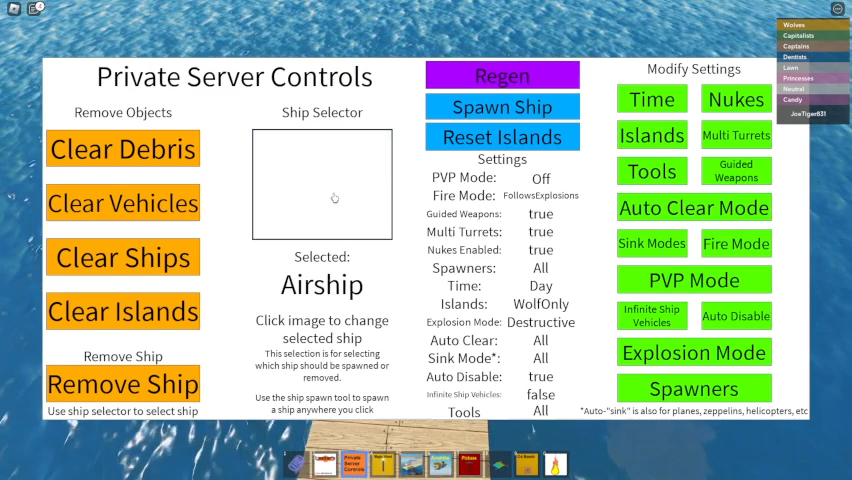 Private Server Controls
Remove Objects
Clear Debris
Clear Vehicles
Clear Ships
Clear Islands
Remove Ship
Remove Ship
Use ship selector to select ship
Ship Selector
Selected:
Airship
Click image to change
selected ship
This selection is for selecting
which ship should be spawned or
removed.
Use the ship spawn tool to spawn
a ship anywhere you click
Regen
Spawn Ship
Reset Islands
Settings
PVP Mode: Off
Fire Mode: FollowsExplosions
Guided Weapons: true
Multi Turrets: true
Nukes Enabled: true
Spawners: All
Time: Day
Islands: WolfOnly
Explosion Mode: Destructive
Auto Clear: All
Sink Mode*: All
Auto Disable: true
Infinite Ship Vehicles: false
Tools All
Modify Settings
Time
Nukes
Islands
Multi Turrets
Tools
Guided
Weapons
Auto Clear Mode
Sink Modes
Fire Mode
PVP Mode
Infinite Ship
Vehicles
Auto Disable
Explosion Mode
Spawners
*Auto-"sink" is also for planes, zeppelins, helicopters, etc
Wolves
Capitalists
Captains
Dentists
Lawn
Princesses
Neutral
Candy
JoeTiger831
Private
Server
Controls